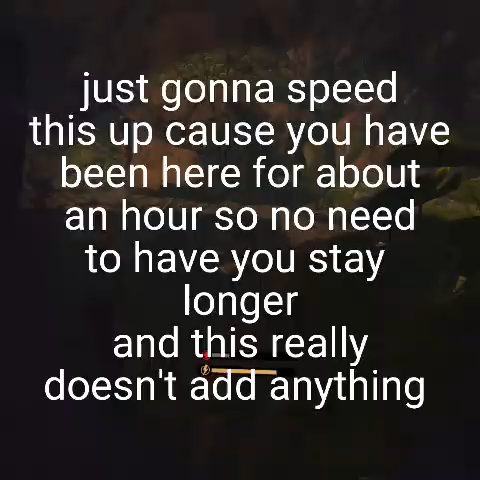 just gonna speed
this up cause you have
been here for about
an hour so no need
to have you stay
longer
and this really
doesn't add anything